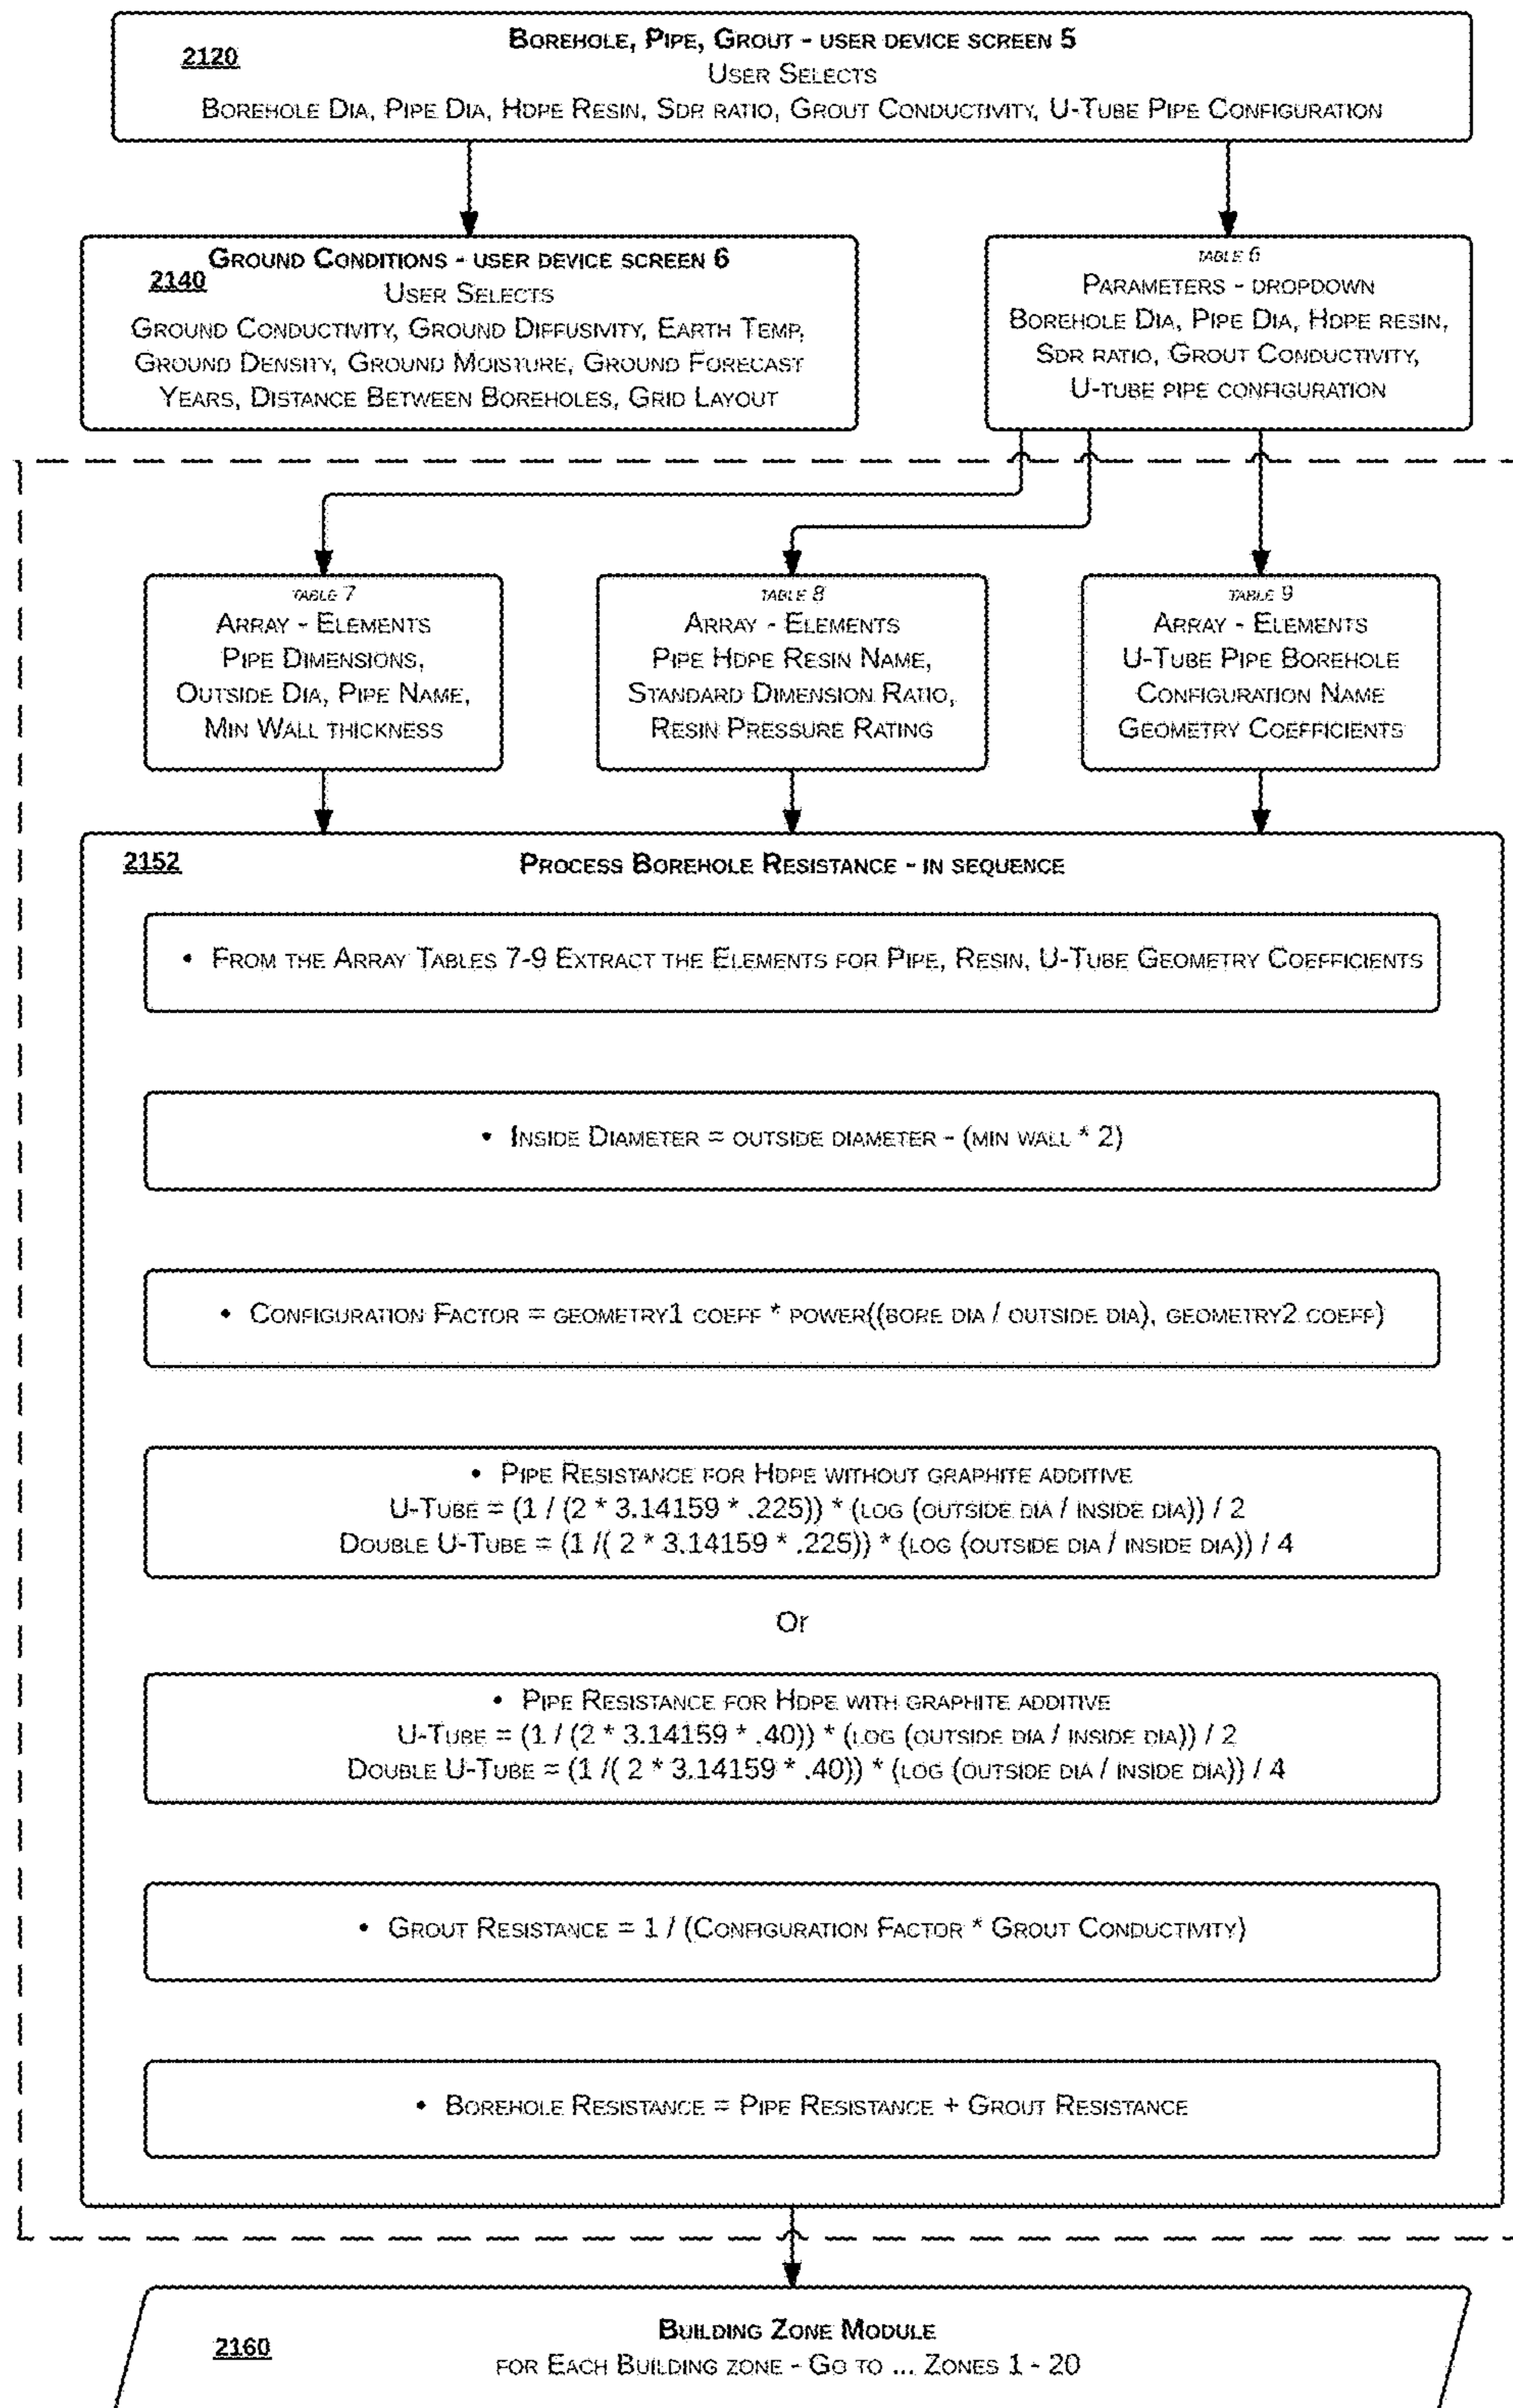 2120
Borehole, Pipe, Grout - user device screen 5
User Selects
Borehole Dia, Pipe Dia, Hdpe Resin, Sdr ratio, Grout Conductivity, U-Tube Pipe Configuration
Ground Conditions - user device screen 6
2140
User Selects
Ground Conductivity, Ground Diffusivity, Earth Temp,
Ground Density, Ground Moisture, Ground Forecast
Years, Distance Between Boreholes, Grid Layout
table 6
Parameters - dropdown
Borehole Dia, Pipe Dia, Hdpe resin,
Sdr ratio, Grout Conductivity,
U-tube pipe configuration
table 7
Array - Elements
Pipe Dimensions,
Outside Dia, Pipe Name,
Min Wall thickness
table 8
Array - Elements
Pipe Hdpe Resin Name,
Standard Dimension Ratio,
Resin Pressure Rating
table 9
Array - Elements
U-Tube Pipe Borehole
Configuration Name
Geometry Coefficients
2152
Process Borehole Resistance - in sequence
• From the Array Tables 7-9 Extract the Elements for Pipe, Resin, U-Tube Geometry Coefficients
• Inside Diameter = outside diameter - (min wall * 2)
• Configuration Factor = geometry1 coeff * power((bore dia / outside dia), geometry2 coeff)
• Pipe Resistance for Hdpe without graphite additive
U-Tube = (1 / (2 * 3.14159 * .225)) * (log (outside dia / inside dia)) / 2
Double U-Tube = (1 /( 2 * 3.14159 * .225)) * (log (outside dia / inside dia)) / 4
Or
• Pipe Resistance for Hdpe with graphite additive
U-Tube = (1 / (2 * 3.14159 * .40)) * (log (outside dia / inside dia)) / 2
Double U-Tube = (1 /( 2 * 3.14159 * .40)) * (log (outside dia / inside dia)) / 4
• Grout Resistance = 1 / (Configuration Factor * Grout Conductivity)
• Borehole Resistance = Pipe Resistance + Grout Resistance
2160
Building Zone Module
for Each Building zone - Go to ... Zones 1 - 20